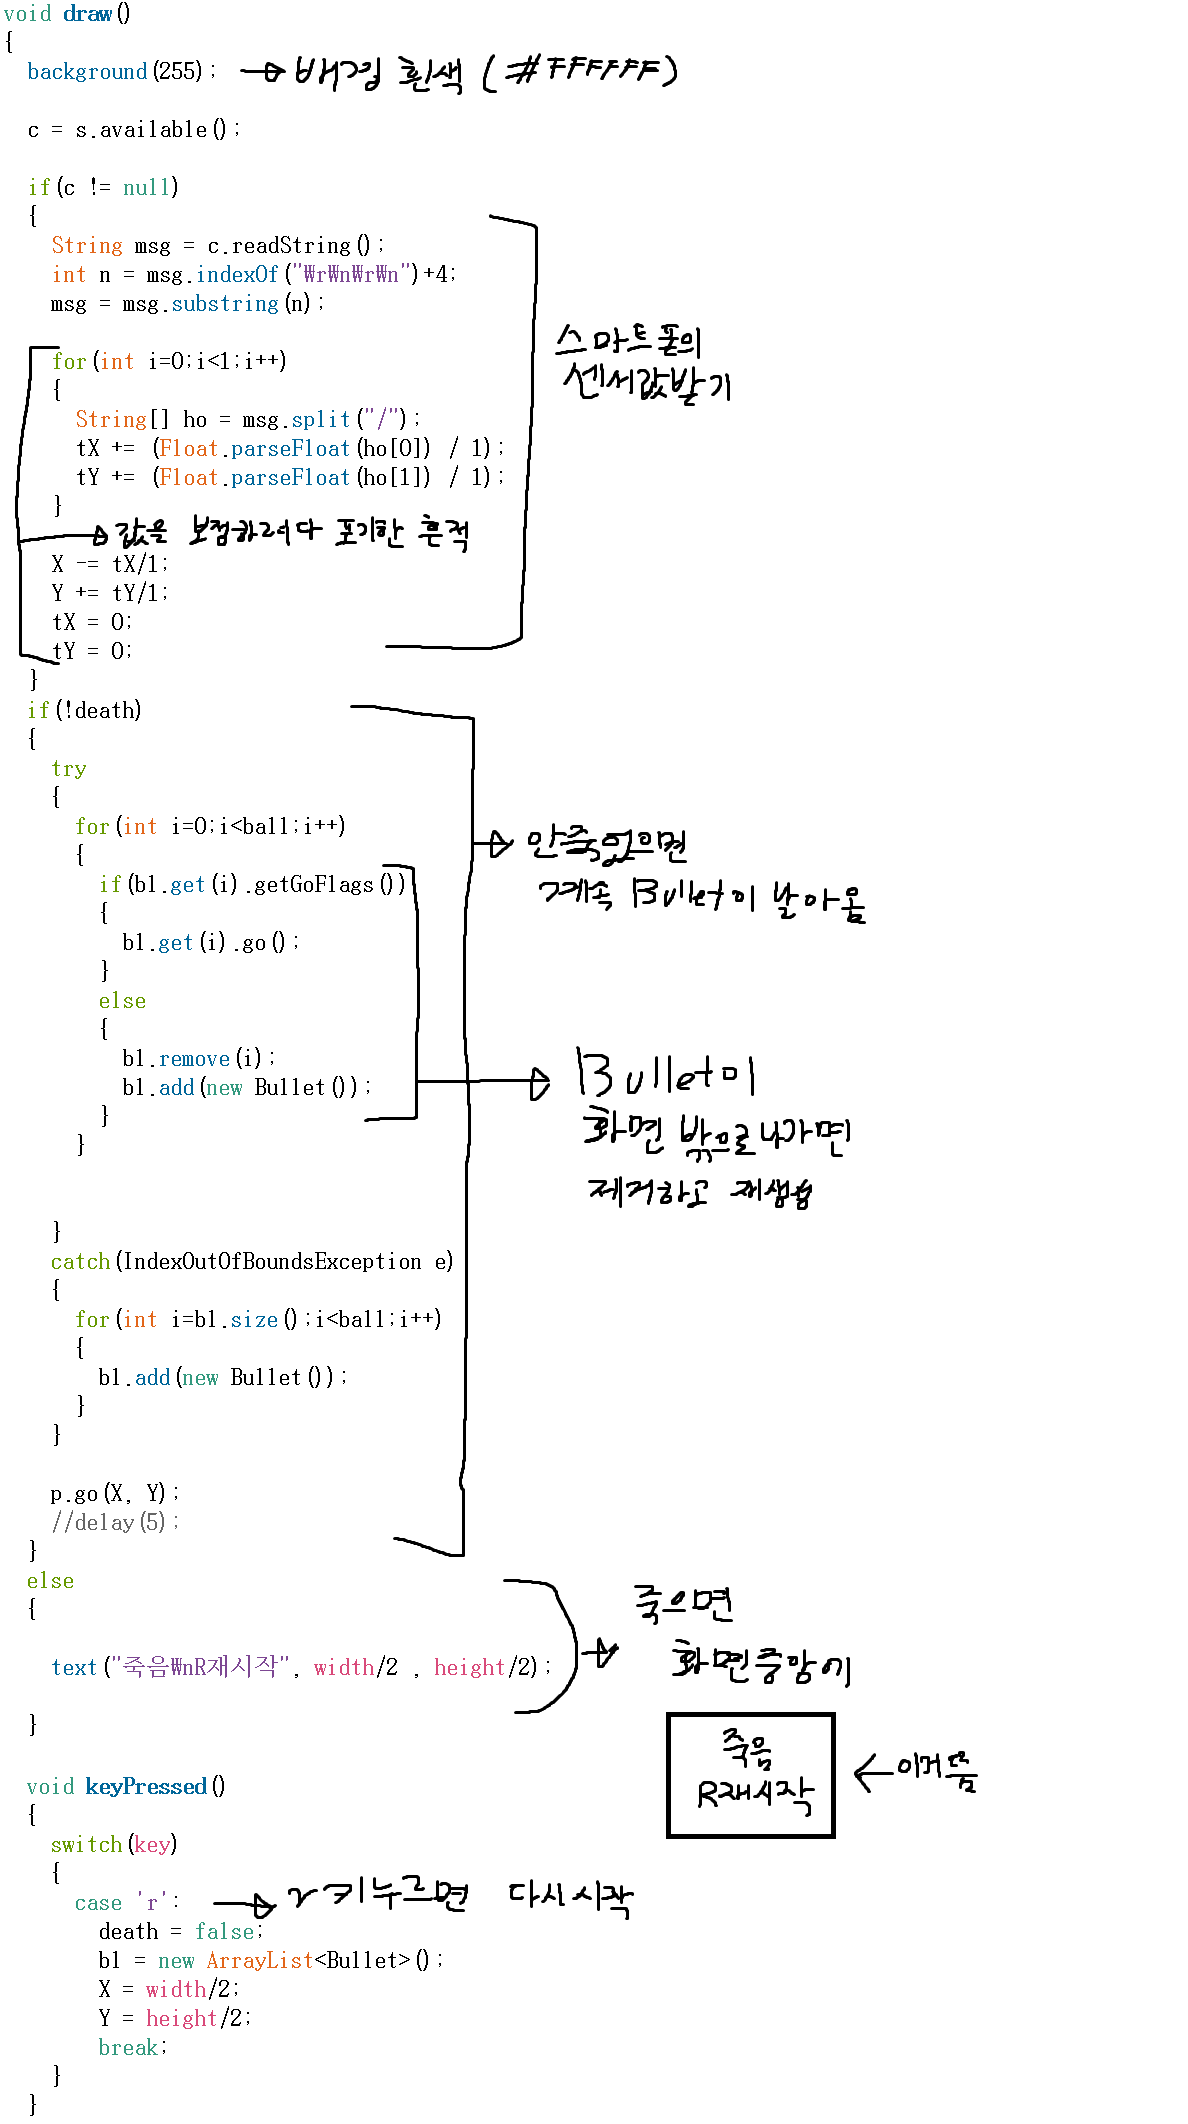 void draw()
{
background(255); 배경 흰색 (#FFFFFF)
c = s.available();
if(c != null)
{
String msg = c.readString();
int n = msg.indexOf("₩r₩n₩r₩n")+4;
msg = msg.substring(n);
스마트폰의
센서값받기
for(int i=0;i<1;i++)
{
String[] ho = msg.split("/");
tX += (Float.parseFloat(ho[0]) / 1);
tY += (Float.parseFloat(ho[1]) / 1);
}
값을 보정하려다 포기한 흔적
X -= tX/1;
Y += tY/1;
tX = 0;
tY = 0;
}
if(!death)
{
try
{
for(int i=0;i<ball;i++)
{
안죽었으면
계속 Bullet이 날아옴
if(bl.get(i).getGoFlags())
{
bl.get(i).go();
}
else
{
bl.remove(i);
bl.add(new Bullet());
}
}
Bullet이
화면 밖으로나가면
제거하고 재생성
}
catch(IndexOutOfBoundsException e)
{
for(int i=bl.size();i<ball;i++)
{
bl.add(new Bullet());
}
}
p.go(X, Y);
//delay(5);
}
else
{
text("죽음₩nR재시작", width/2 , height/2);
}
죽으면
화면중앙에
죽음
R재시작
이거뜸
void keyPressed()
{
switch(key)
{
case 'r': r키누르면 다시시작
death = false;
bl = new ArrayList<Bullet>();
X = width/2;
Y = height/2;
break;
}
}